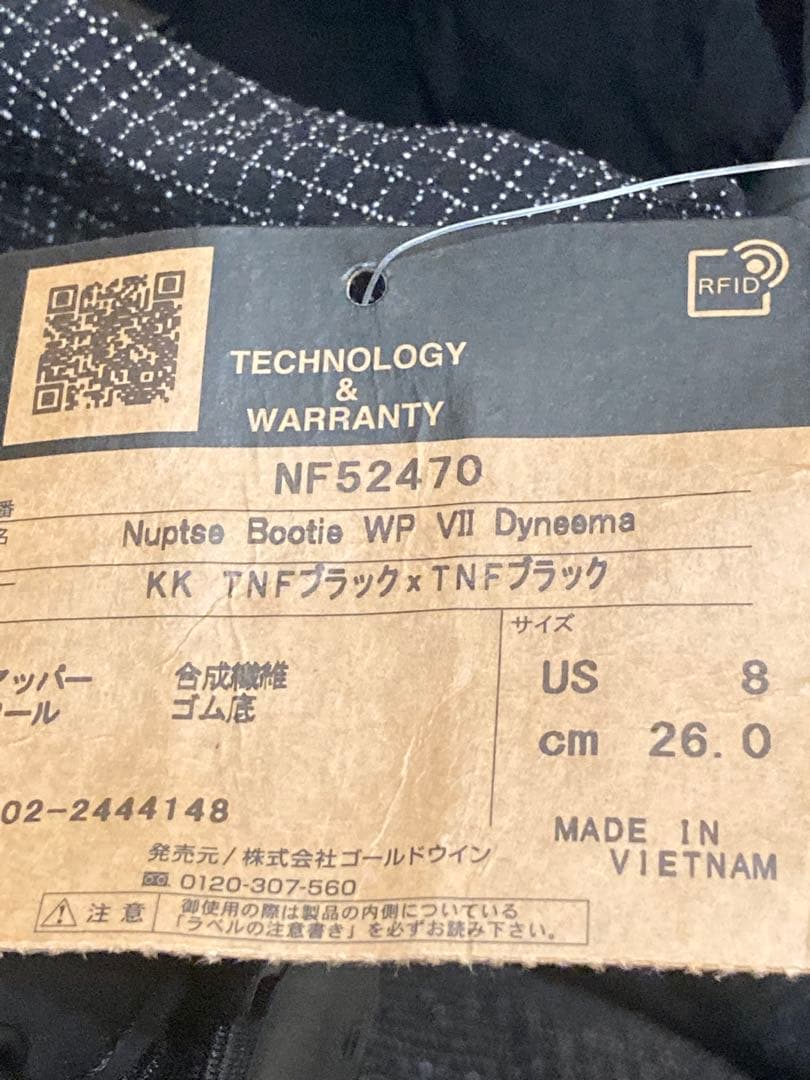 RFID
TECHNOLOGY
&
WARRANTY
番 NF52470
名 Nuptse Bootie WP VII Dyneema
ー KK TNFブラック×TNFブラック
サイズ
アッパー 合成繊維
ソール ゴム底
US 8
cm 26.0
02-2444148
MADE IN
VIETNAM
発売元/株式会社ゴールドウイン
0120-307-560
注意 御使用の際は製品の内側についている
「ラベルの注意書き」を必ずお読み下さい。